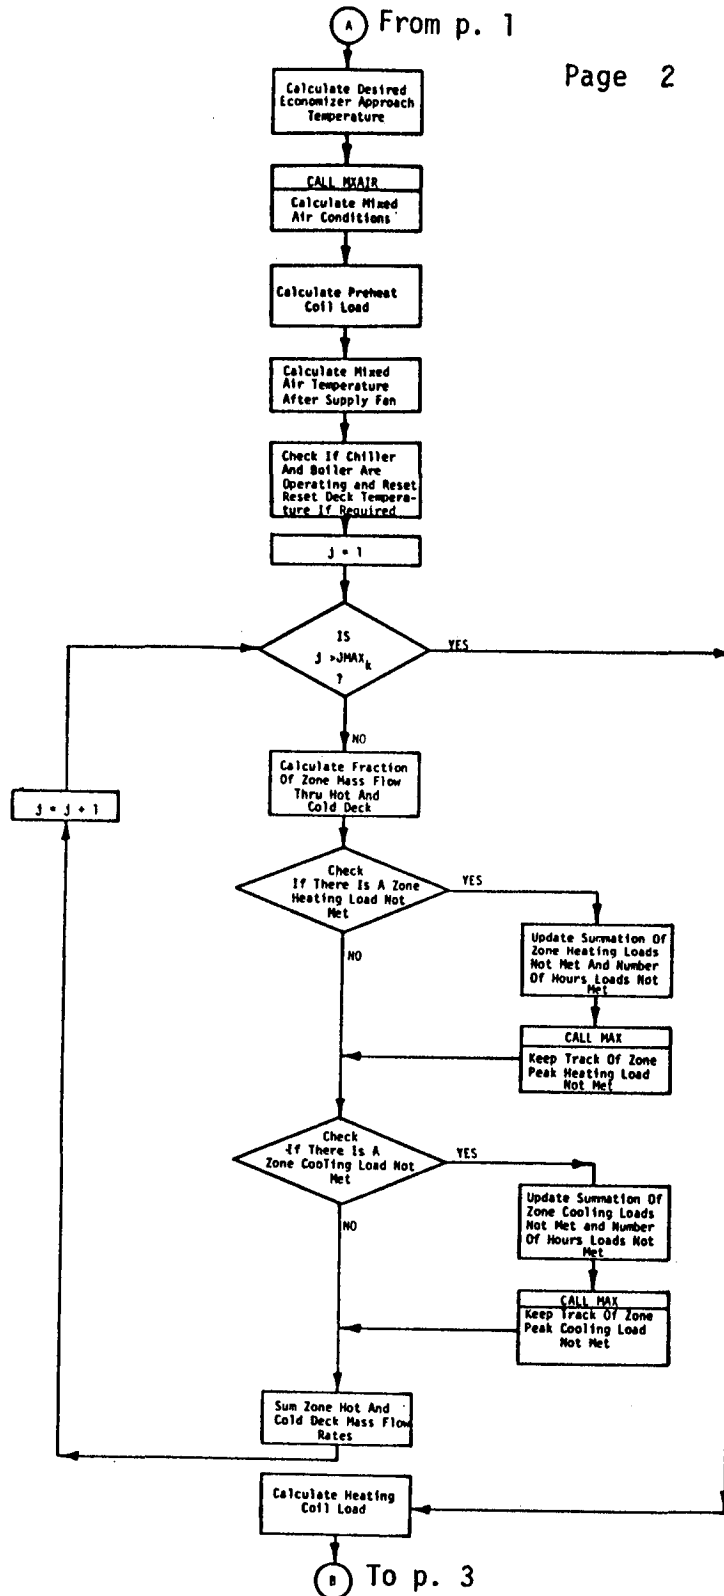 A From p. 1
Page 2
Calculate Desired
Economizer Approach
Temperature
CALL MXAIR
Calculate Mixed
Air Conditions
Calculate Preheat
Coil Load
Calculate Mixed
Air Temperature
After Supply Fan
Check If Chiller
And Boiler Are
Operating and Reset
Reset Deck Tempera-
ture If Required
j = 1
IS
j >JMAXk
?
YES
NO
Calculate Fraction
Of Zone Mass Flow
Thru Hot And
Cold Deck
j = j + 1
Check
If There Is A Zone
Heating Load Not
Met
YES
NO
Update Summation Of
Zone Heating Loads
Not Met And Number
Of Hours Loads Not
Met
CALL MAX
Keep Track Of Zone
Peak Heating Load
Not Met
Check
If There Is A
Zone Cooling Load Not
Met
YES
NO
Update Summation Of
Zone Cooling Loads
Not Met and Number
Of Hours Loads Not
Met
CALL MAX
Keep Track Of Zone
Peak Cooling Load
Not Met
Sum Zone Hot And
Cold Deck Mass Flow
Rates
Calculate Heating
Coil Load
B To p. 3